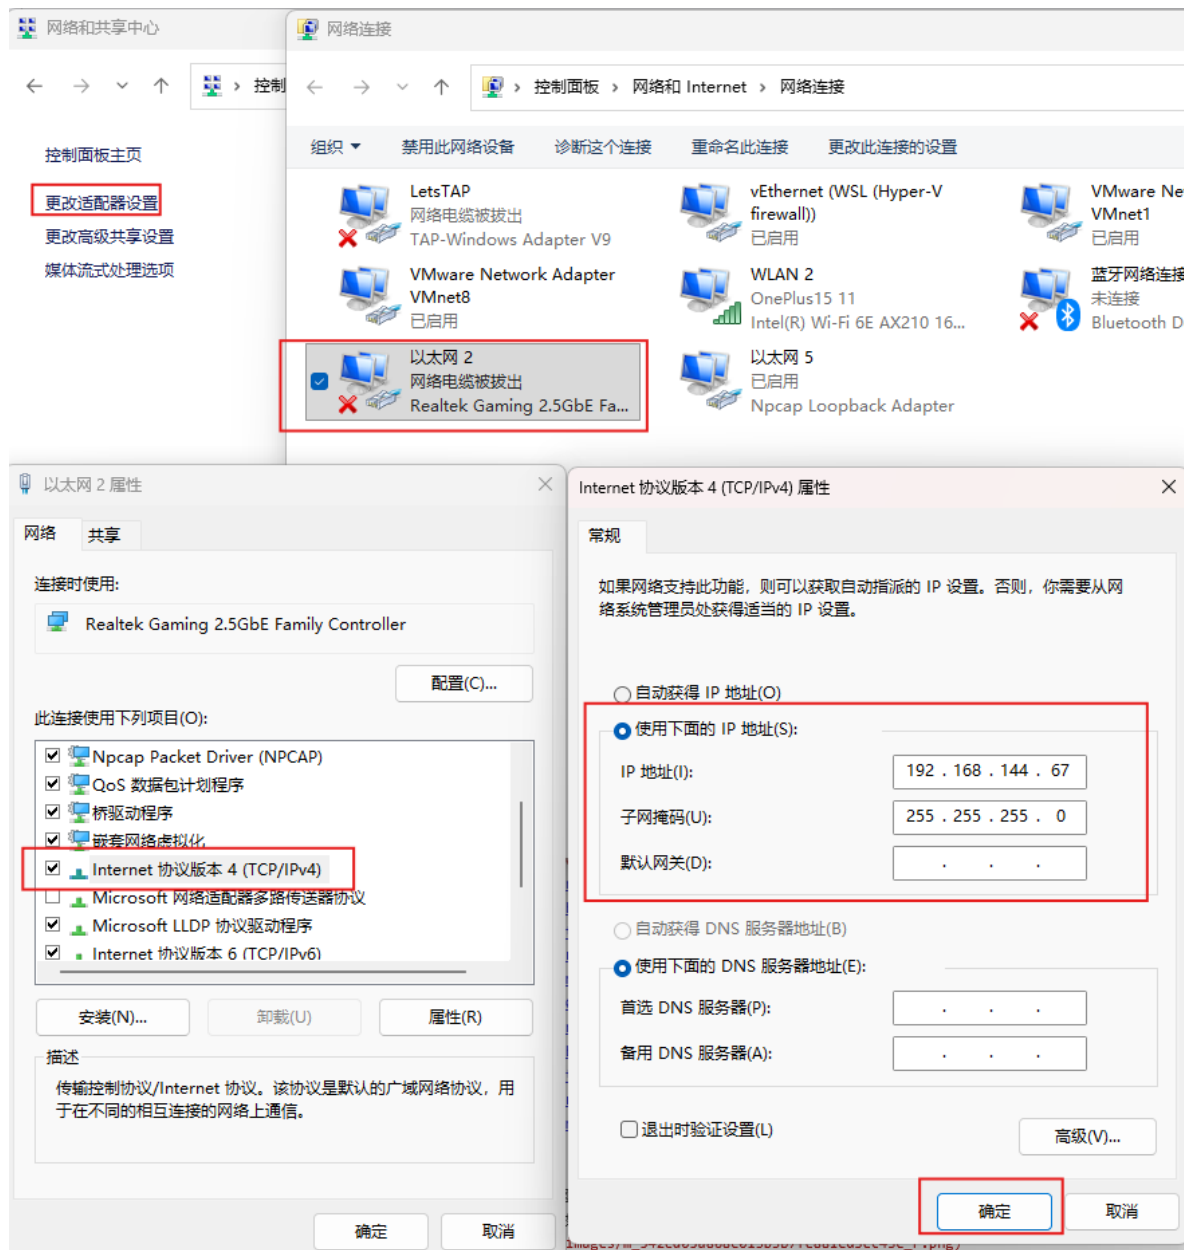 网络和共享中心
控制
控制面板主页
更改适配器设置
更改高级共享设置
媒体流式处理选项
网络连接
控制面板 › 网络和 Internet › 网络连接
组织 禁用此网络设备 诊断这个连接 重命名此连接 更改此连接的设置
LetsTAP
网络电缆被拔出
TAP-Windows Adapter V9
vEthernet (WSL (Hyper-V
firewall))
已启用
VMware Ne
VMnet1
已启用
VMware Network Adapter
VMnet8
已启用
WLAN 2
OnePlus15 11
Intel(R) Wi-Fi 6E AX210 16...
蓝牙网络连接
未连接
Bluetooth D
以太网 2
网络电缆被拔出
Realtek Gaming 2.5GbE Fa...
以太网 5
已启用
Npcap Loopback Adapter
以太网 2 属性
网络 共享
连接时使用:
Realtek Gaming 2.5GbE Family Controller
配置(C)...
此连接使用下列项目(O):
Npcap Packet Driver (NPCAP)
QoS 数据包计划程序
桥驱动程序
嵌套网络虚拟化
Internet 协议版本 4 (TCP/IPv4)
Microsoft 网络适配器多路传送器协议
Microsoft LLDP 协议驱动程序
Internet 协议版本 6 (TCP/IPv6)
安装(N)... 卸载(U) 属性(R)
描述
传输控制协议/Internet 协议。该协议是默认的广域网络协议，用
于在不同的相互连接的网络上通信。
确定 取消
Internet 协议版本 4 (TCP/IPv4) 属性
常规
如果网络支持此功能，则可以获取自动指派的 IP 设置。否则，你需要从网
络系统管理员处获得适当的 IP 设置。
自动获得 IP 地址(O)
使用下面的 IP 地址(S):
IP 地址(I): 192 . 168 . 144 . 67
子网掩码(U): 255 . 255 . 255 . 0
默认网关(D): . . .
自动获得 DNS 服务器地址(B)
使用下面的 DNS 服务器地址(E):
首选 DNS 服务器(P): . . .
备用 DNS 服务器(A): . . .
退出时验证设置(L)
高级(V)...
确定 取消